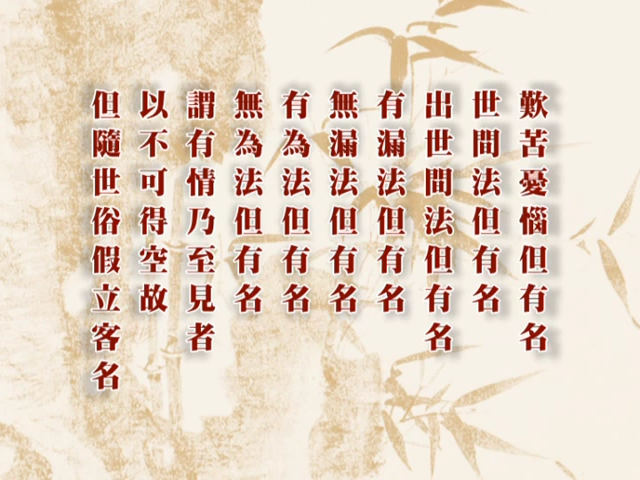 歎苦憂惱但有名
世間法但有名
出世間法但有名
有漏法但有名
無漏法但有名
有為法但有名
無為法但有名
謂有情乃至見者
以不可得空故
但隨世俗假立客名